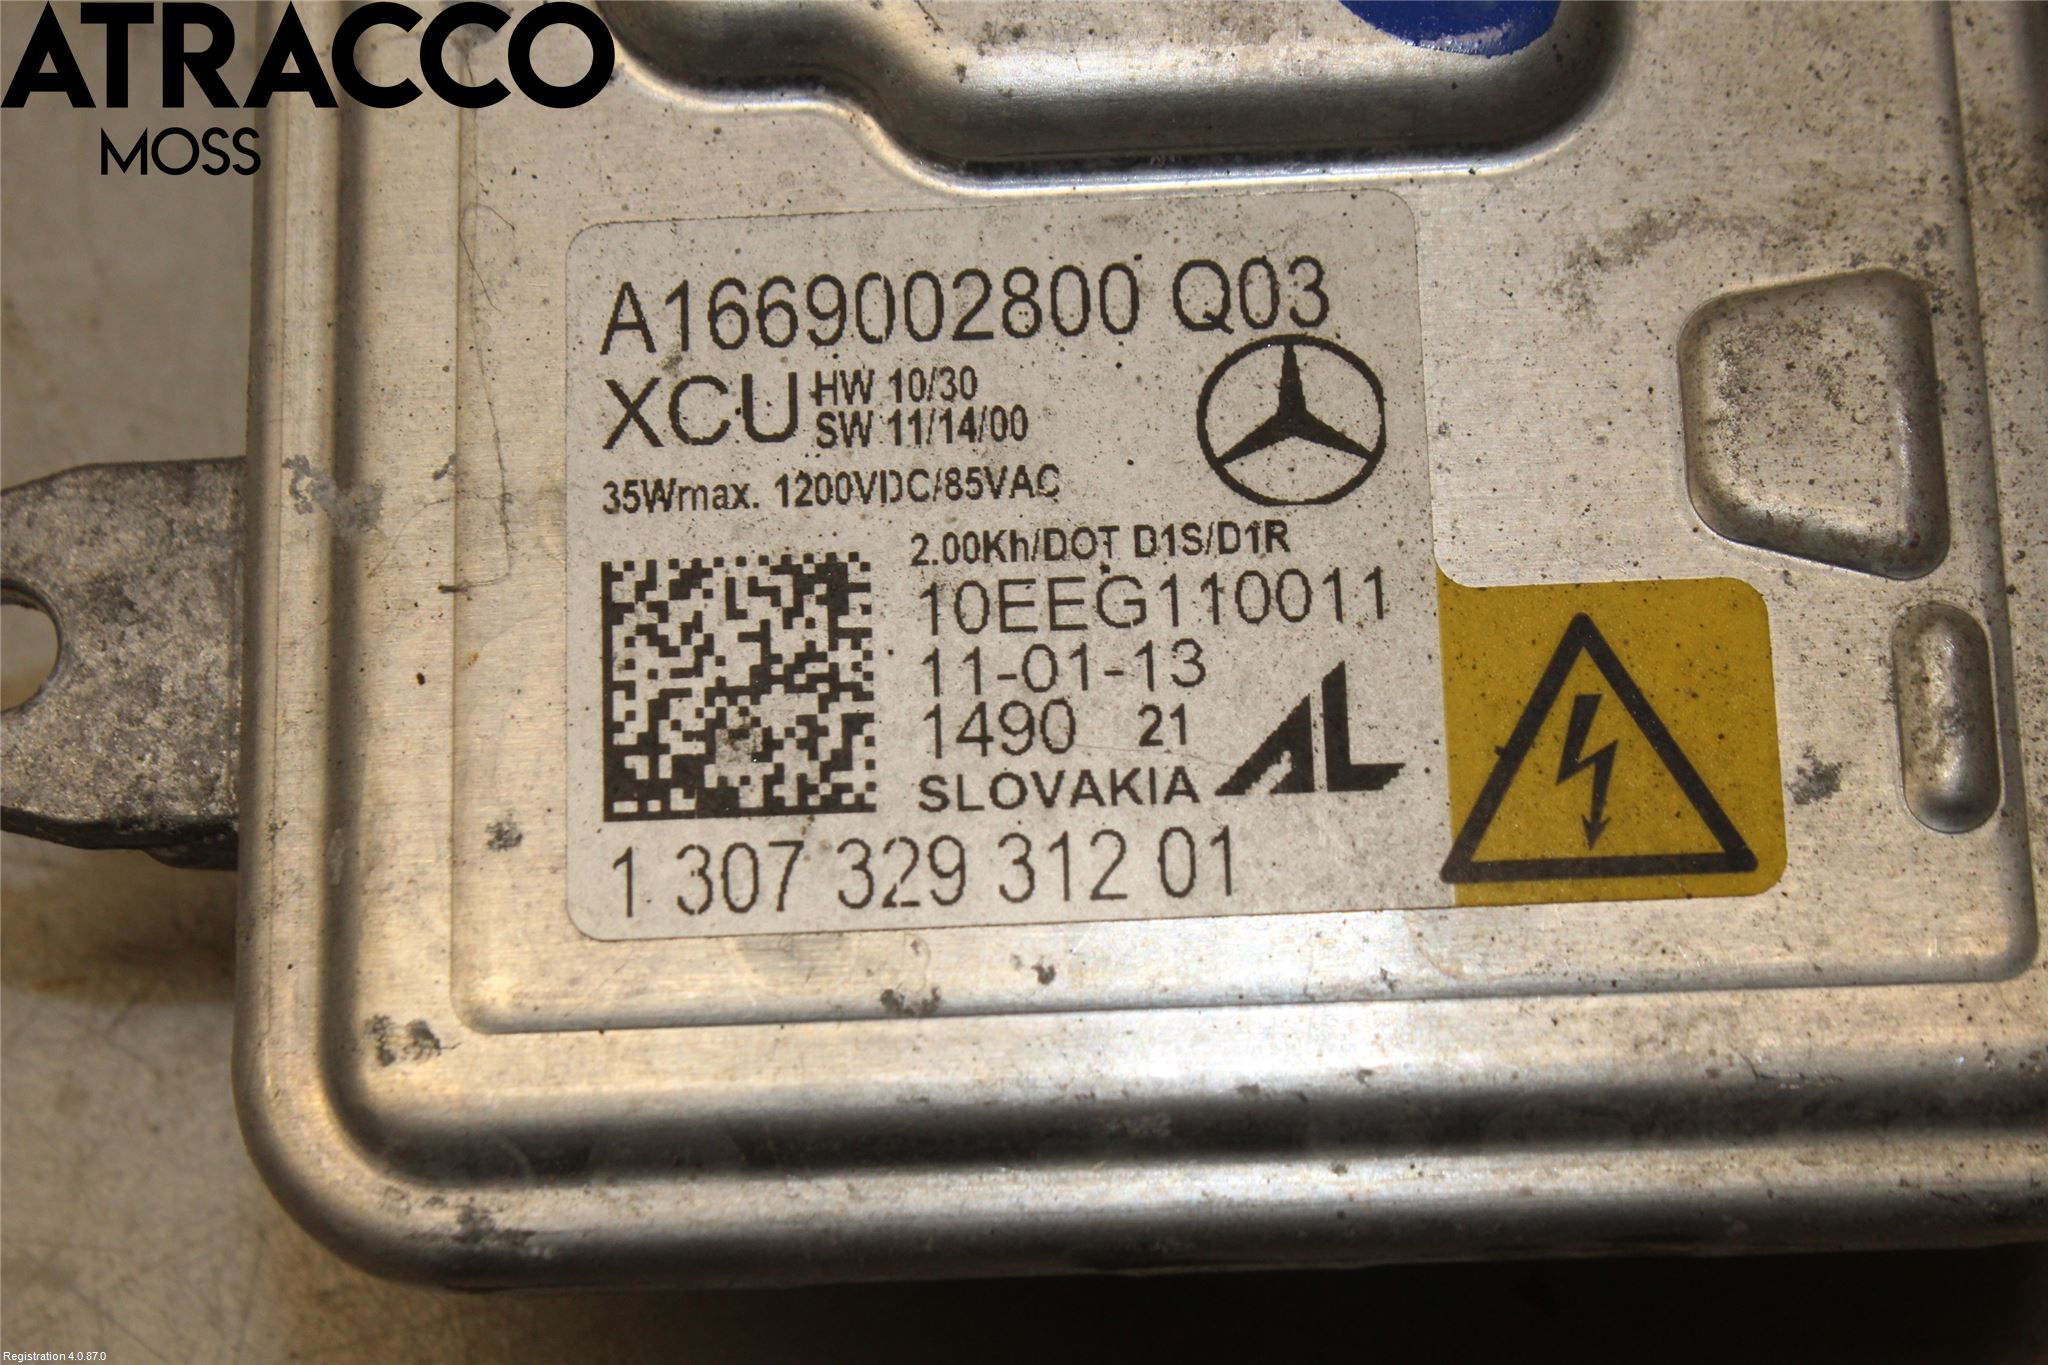 ATRACCO
MOSS
A1669002800 Q03
XCU HW 10/30
SW 11/14/00
35Wmax. 1200VDC/85VAC
2.00Kh/DOT D1S/D1R
10EEG110011
11-01-13
1490 21
SLOVAKIA AL
1 307 329 312 01
Registration 4.0.87.0